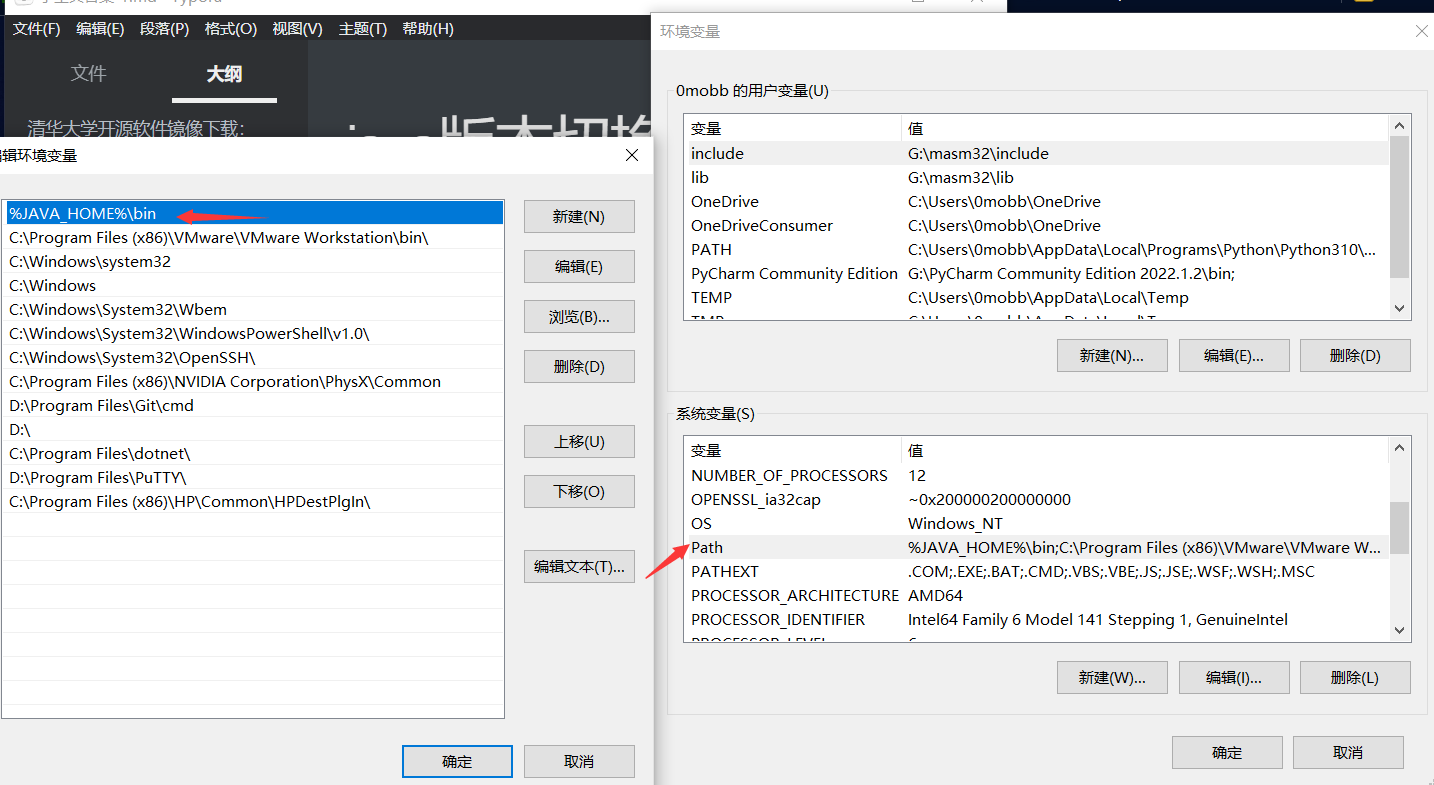 文件(F) 编辑(E) 段落(P) 格式(O) 视图(V) 主题(T) 帮助(H)
文件 大纲
清华大学开源软件镜像下载:
编辑环境变量
%JAVA_HOME%\bin
C:\Program Files (x86)\VMware\VMware Workstation\bin\
C:\Windows\system32
C:\Windows
C:\Windows\System32\Wbem
C:\Windows\System32\WindowsPowerShell\v1.0\
C:\Windows\System32\OpenSSH\
C:\Program Files (x86)\NVIDIA Corporation\PhysX\Common
D:\Program Files\Git\cmd
D:\
C:\Program Files\dotnet\
D:\Program Files\PuTTY\
C:\Program Files (x86)\HP\Common\HPDestPlgIn\
新建(N)
编辑(E)
浏览(B)...
删除(D)
上移(U)
下移(O)
编辑文本(T)...
确定 取消
环境变量
0mobb 的用户变量(U)
变量 值
include G:\masm32\include
lib G:\masm32\lib
OneDrive C:\Users\0mobb\OneDrive
OneDriveConsumer C:\Users\0mobb\OneDrive
PATH C:\Users\0mobb\AppData\Local\Programs\Python\Python310\...
PyCharm Community Edition G:\PyCharm Community Edition 2022.1.2\bin;
TEMP C:\Users\0mobb\AppData\Local\Temp
新建(N)... 编辑(E)... 删除(D)
系统变量(S)
变量 值
NUMBER_OF_PROCESSORS 12
OPENSSL_ia32cap ~0x200000200000000
OS Windows_NT
Path %JAVA_HOME%\bin;C:\Program Files (x86)\VMware\VMware W...
PATHEXT .COM;.EXE;.BAT;.CMD;.VBS;.VBE;.JS;.JSE;.WSF;.WSH;.MSC
PROCESSOR_ARCHITECTURE AMD64
PROCESSOR_IDENTIFIER Intel64 Family 6 Model 141 Stepping 1, GenuineIntel
新建(W)... 编辑(I)... 删除(L)
确定 取消